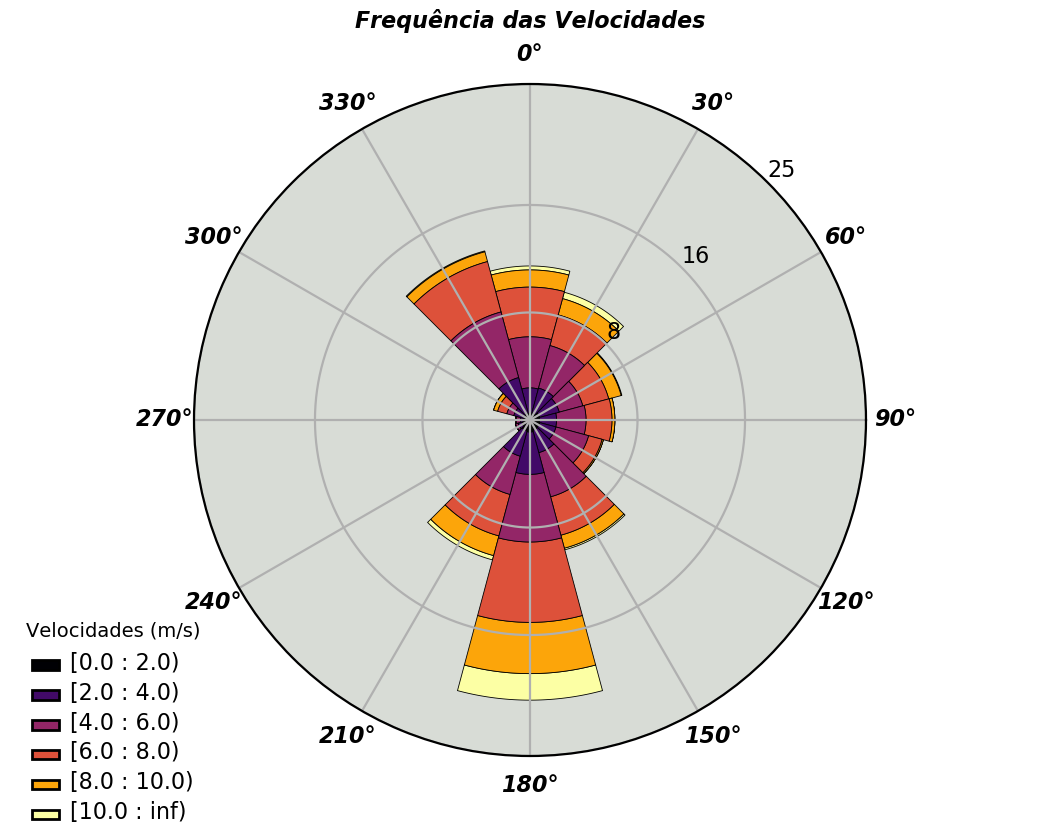 Frequência das Velocidades
0°
330°
30°
25
300°
60°
16
8
270°
90°
240°
120°
Velocidades (m/s)
[0.0 : 2.0)
[2.0 : 4.0)
[4.0 : 6.0)
[6.0 : 8.0)
[8.0 : 10.0)
[10.0 : inf)
210°
150°
180°